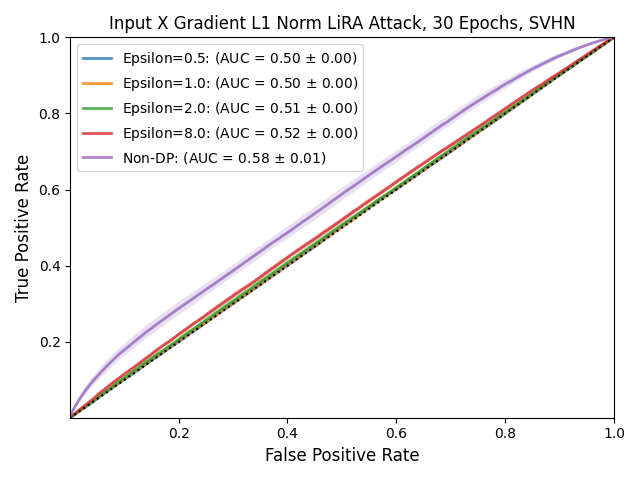 Input X Gradient L1 Norm LiRA Attack, 30 Epochs, SVHN
Epsilon=0.5: (AUC = 0.50 ± 0.00)
Epsilon=1.0: (AUC = 0.50 ± 0.00)
Epsilon=2.0: (AUC = 0.51 ± 0.00)
Epsilon=8.0: (AUC = 0.52 ± 0.00)
Non-DP: (AUC = 0.58 ± 0.01)
True Positive Rate
1.0
0.8
0.6
0.4
0.2
0.2 0.4 0.6 0.8 1.0
False Positive Rate